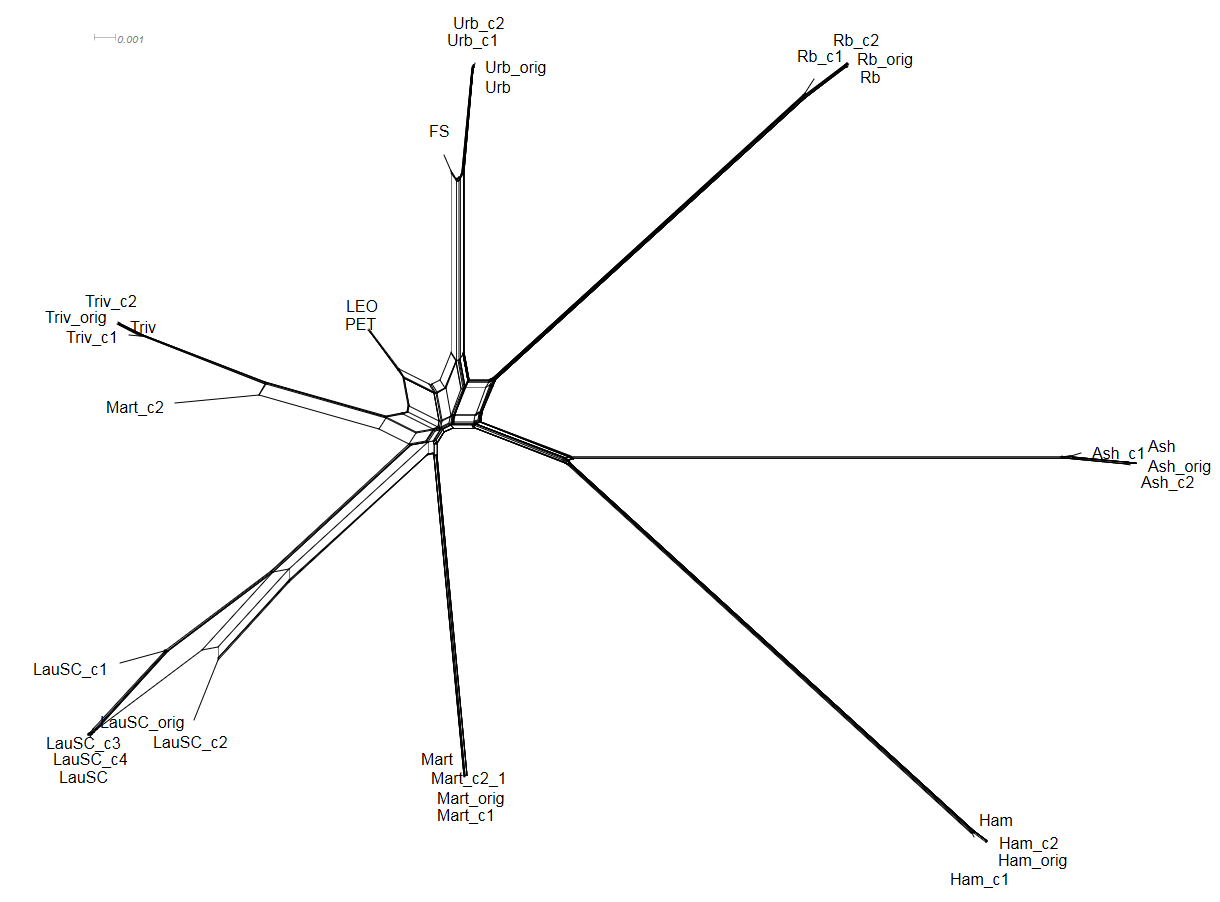 Urb_c2
Urb_c1
0.001
Rb_c2
Rb_c1
Rb_orig
Urb_orig
Rb
Urb
FS
Triv_c2
LEO
Triv_orig
PET
Triv
Triv_c1
Mart_c2
Ash
Ash_c1
Ash_orig
Ash_c2
LauSC_c1
LauSC_orig
LauSC_c3
LauSC_c2
LauSC_c4
LauSC
Mart
Mart_c2_1
Mart_orig
Mart_c1
Ham
Ham_c2
Ham_orig
Ham_c1